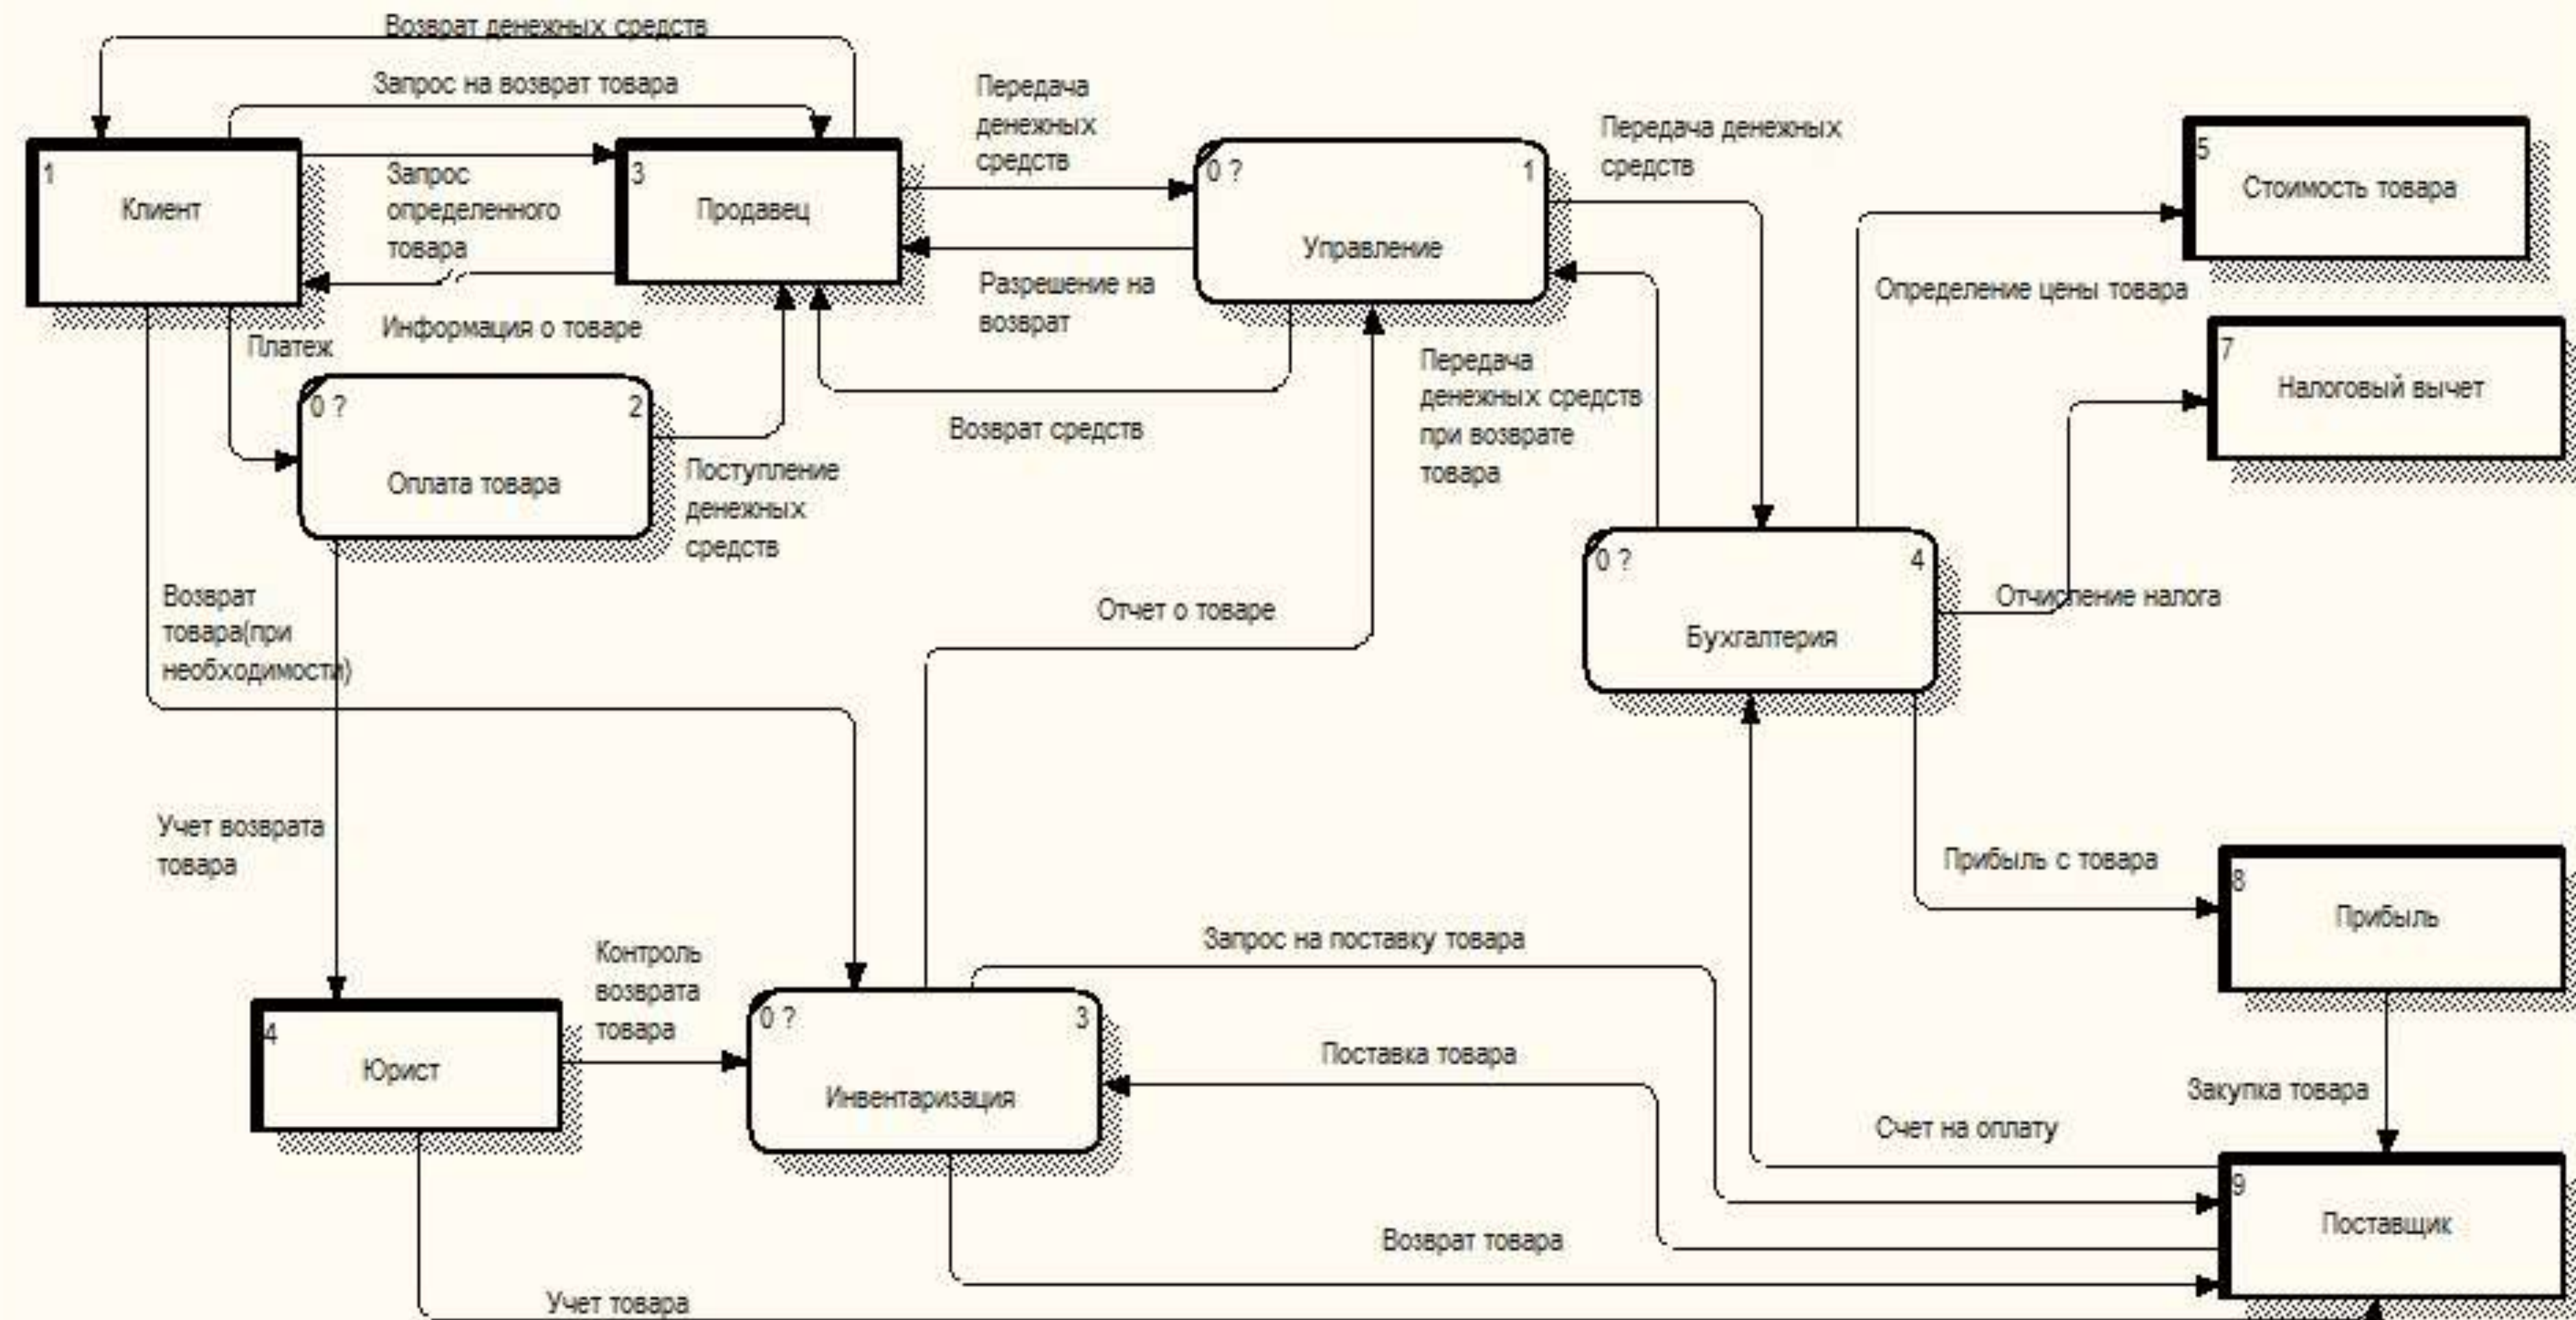 Возврат денежных средств
Запрос на возврат товара
1
Клиент
Запрос
определенного
товара
3
Продавец
Информация о товаре
Передача
денежных
средств
Разрешение на
возврат
0 ?
1
Управление
Передача денежных
средств
5
Стоимость товара
Определение цены товара
7
Налоговый вычет
Платеж
0 ?
2
Оплата товара
Поступление
денежных
средств
Возврат средств
Передача
денежных средств
при возврате
товара
0 ?
4
Бухгалтерия
Отчисление налога
Возврат
товара(при
необходимости)
Отчет о товаре
Учет возврата
товара
Прибыль с товара
8
Прибыль
Контроль
возврата
товара
Запрос на поставку товара
4
Юрист
0 ?
3
Инвентаризация
Поставка товара
Закупка товара
Счет на оплату
9
Поставщик
Возврат товара
Учет товара